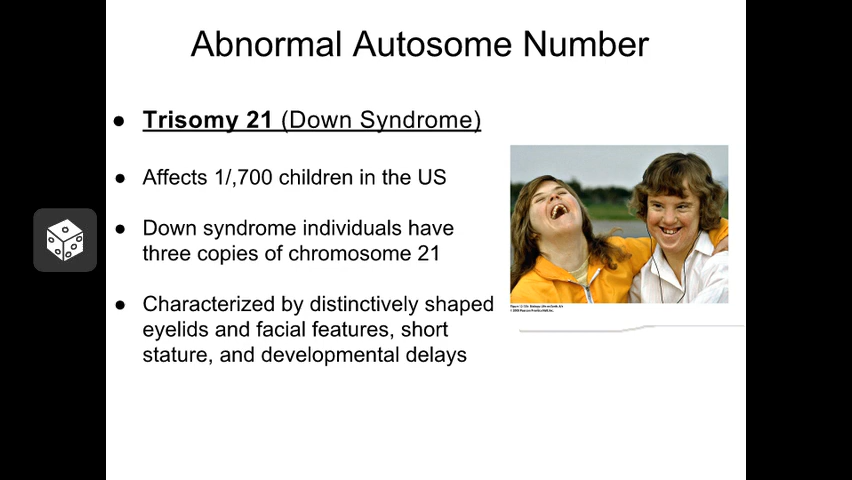 Abnormal Autosome Number
● Trisomy 21 (Down Syndrome)
● Affects 1/,700 children in the US
● Down syndrome individuals have
three copies of chromosome 21
● Characterized by distinctively shaped
eyelids and facial features, short
stature, and developmental delays